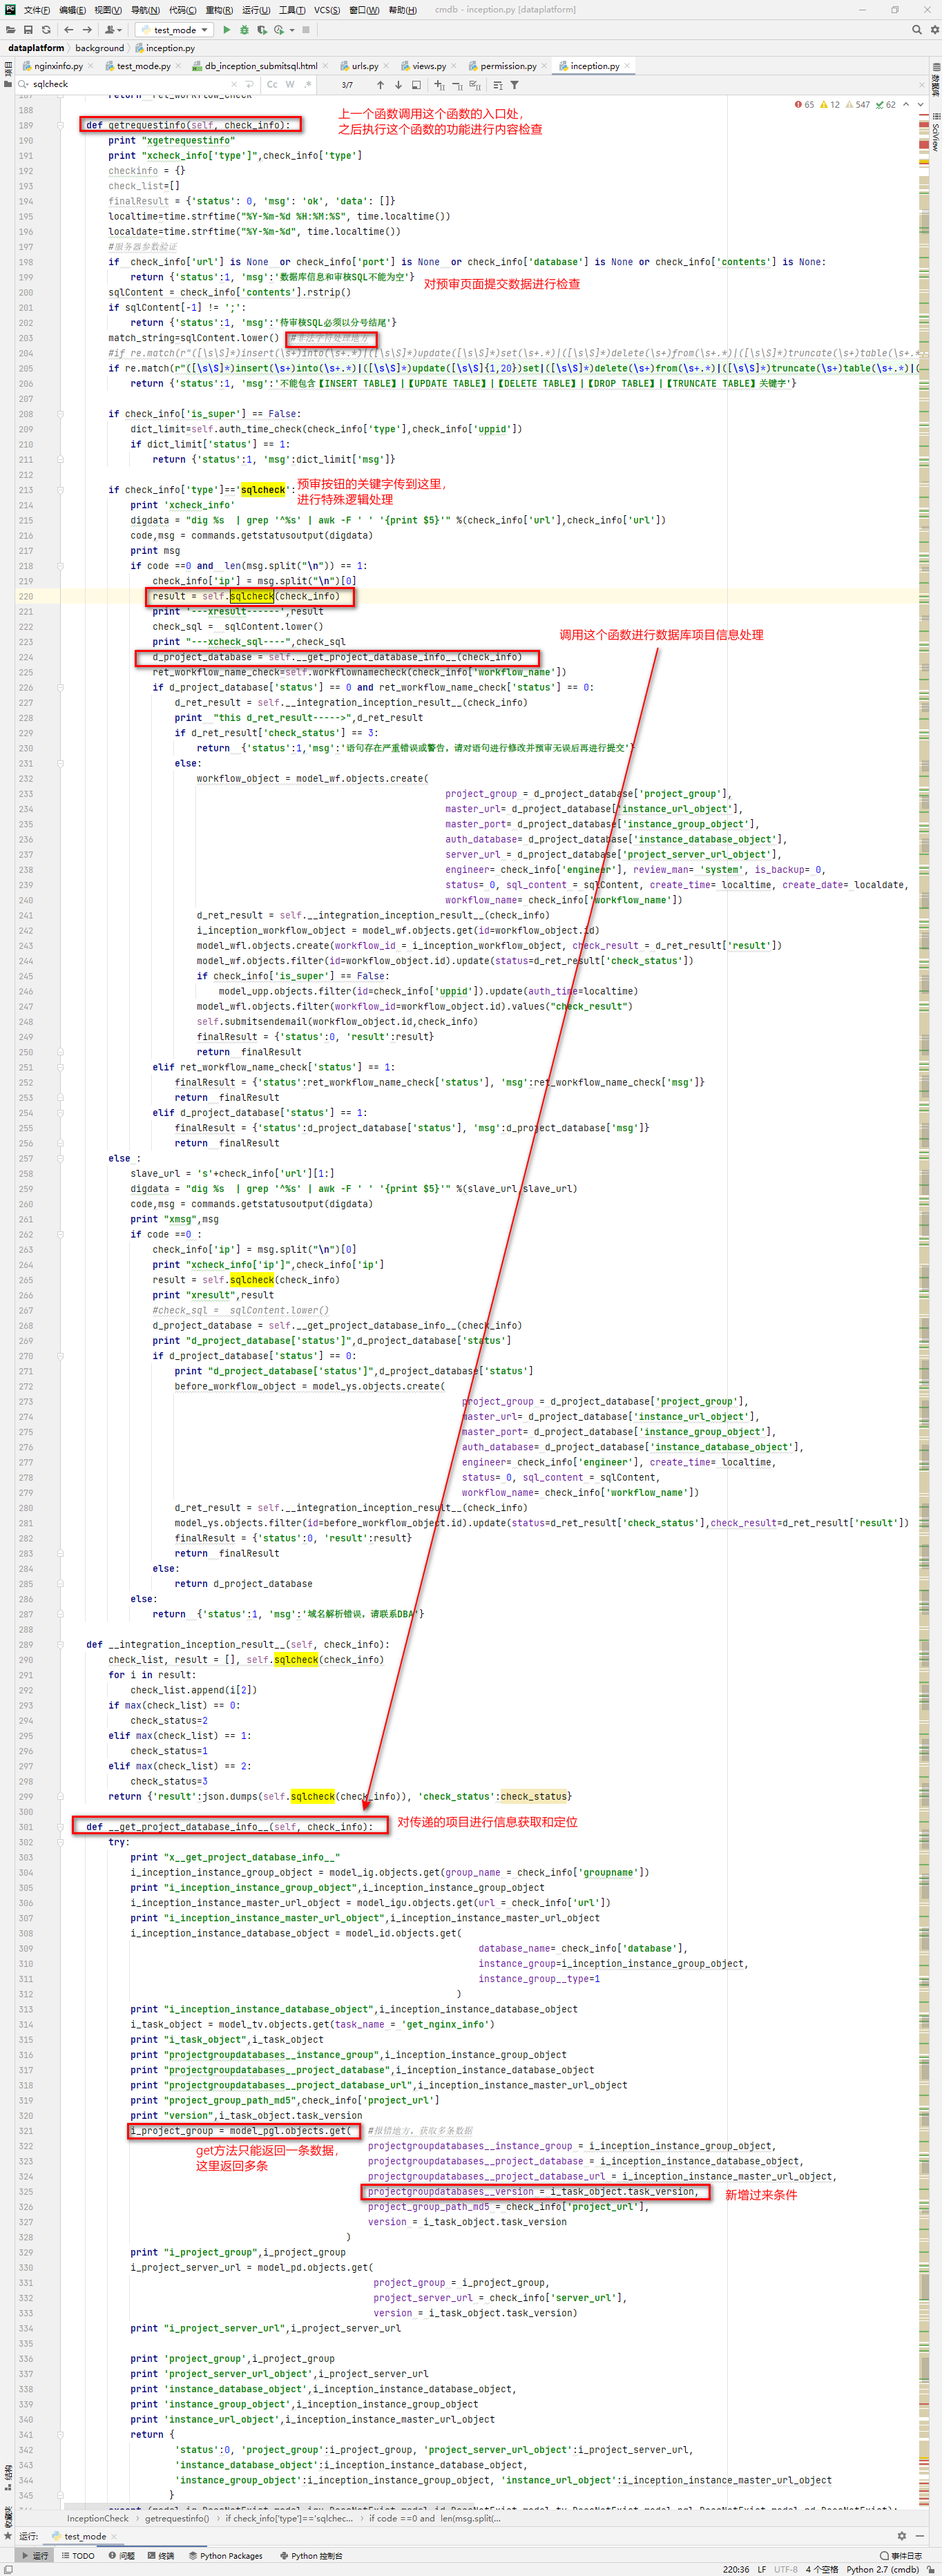 文件(F) 编辑(E) 视图(V) 导航(N) 代码(C) 重构(R) 运行(U) 工具(T) VCS(S) 窗口(W) 帮助(H) cmdb - inception.py [dataplatform]
test_mode
dataplatform background inception.py
nginxinfo.py test_mode.py db_inception_submitsql.html urls.py views.py permission.py inception.py
sqlcheck Cc W .* 3/7
65 12 547 62
187 return ret_workflow_check
188
189 def getrequestinfo(self, check_info):
上一个函数调用这个函数的入口处,
之后执行这个函数的功能进行内容检查
190 print "xgetrequestinfo"
191 print "xcheck_info['type']",check_info['type']
192 checkinfo = {}
193 check_list=[]
194 finalResult = {'status': 0, 'msg': 'ok', 'data': []}
195 localtime=time.strftime("%Y-%m-%d %H:%M:%S", time.localtime())
196 localdate=time.strftime("%Y-%m-%d", time.localtime())
197 #服务器参数验证
198 if check_info['url'] is None or check_info['port'] is None or check_info['database'] is None or check_info['contents'] is None:
199 return {'status':1, 'msg':'数据库信息和审核SQL不能为空'}
对预审页面提交数据进行检查
200 sqlContent = check_info['contents'].rstrip()
201 if sqlContent[-1] != ';':
202 return {'status':1, 'msg':'待审核SQL必须以分号结尾'}
203 match_string=sqlContent.lower() #非法字符处理地方
204 #if re.match(r"([\s\S]*)insert(\s+)into(\s+.*)|([\s\S]*)update([\s\S]*)set(\s+.*)|([\s\S]*)delete(\s+)from(\s+.*)|([\s\S]*)truncate(\s+)table(\s+.*
205 if re.match(r"([\s\S]*)insert(\s+)into(\s+.*)|([\s\S]*)update([\s\S]{1,20})set|([\s\S]*)delete(\s+)from(\s+.*)|([\s\S]*)truncate(\s+)table(\s+.*)|(
206 return {'status':1, 'msg':'不能包含【INSERT TABLE】|【UPDATE TABLE】|【DELETE TABLE】|【DROP TABLE】|【TRUNCATE TABLE】关键字'}
207
208 if check_info['is_super'] == False:
209 dict_limit=self.auth_time_check(check_info['type'],check_info['uppid'])
210 if dict_limit['status'] == 1:
211 return {'status':1, 'msg':dict_limit['msg']}
212
213 if check_info['type']=='sqlcheck':
预审按钮的关键字传到这里,
进行特殊逻辑处理
214 print 'xcheck_info'
215 digdata = "dig %s | grep '^%s' | awk -F ' ' '{print $5}'" %(check_info['url'],check_info['url'])
216 code,msg = commands.getstatusoutput(digdata)
217 print msg
218 if code ==0 and len(msg.split("\n")) == 1:
219 check_info['ip'] = msg.split("\n")[0]
220 result = self.sqlcheck(check_info)
221 print '---xresult------',result
222 check_sql = sqlContent.lower()
223 print "---xcheck_sql----",check_sql
调用这个函数进行数据库项目信息处理
224 d_project_database = self.__get_project_database_info__(check_info)
225 ret_workflow_name_check=self.workflownamecheck(check_info['workflow_name'])
226 if d_project_database['status'] == 0 and ret_workflow_name_check['status'] == 0:
227 d_ret_result = self.__integration_inception_result__(check_info)
228 print "this d_ret_result----->",d_ret_result
229 if d_ret_result['check_status'] == 3:
230 return {'status':1,'msg':'语句存在严重错误或警告, 请对语句进行修改并预审无误后再进行提交'}
231 else:
232 workflow_object = model_wf.objects.create(
233 project_group = d_project_database['project_group'],
234 master_url= d_project_database['instance_url_object'],
235 master_port= d_project_database['instance_group_object'],
236 auth_database= d_project_database['instance_database_object'],
237 server_url = d_project_database['project_server_url_object'],
238 engineer= check_info['engineer'], review_man= 'system', is_backup= 0,
239 status= 0, sql_content = sqlContent, create_time= localtime, create_date= localdate,
240 workflow_name= check_info['workflow_name'])
241 d_ret_result = self.__integration_inception_result__(check_info)
242 i_inception_workflow_object = model_wf.objects.get(id=workflow_object.id)
243 model_wfl.objects.create(workflow_id = i_inception_workflow_object, check_result = d_ret_result['result'])
244 model_wf.objects.filter(id=workflow_object.id).update(status=d_ret_result['check_status'])
245 if check_info['is_super'] == False:
246 model_upp.objects.filter(id=check_info['uppid']).update(auth_time=localtime)
247 model_wfl.objects.filter(workflow_id=workflow_object.id).values("check_result")
248 self.submitsendemail(workflow_object.id,check_info)
249 finalResult = {'status':0, 'result':result}
250 return finalResult
251 elif ret_workflow_name_check['status'] == 1:
252 finalResult = {'status':ret_workflow_name_check['status'], 'msg':ret_workflow_name_check['msg']}
253 return finalResult
254 elif d_project_database['status'] == 1:
255 finalResult = {'status':d_project_database['status'], 'msg':d_project_database['msg']}
256 return finalResult
257 else :
258 slave_url = 's'+check_info['url'][1:]
259 digdata = "dig %s | grep '^%s' | awk -F ' ' '{print $5}'" %(slave_url,slave_url)
260 code,msg = commands.getstatusoutput(digdata)
261 print "xmsg",msg
262 if code ==0 :
263 check_info['ip'] = msg.split("\n")[0]
264 print "xcheck_info['ip']",check_info['ip']
265 result = self.sqlcheck(check_info)
266 print "xresult",result
267 #check_sql = sqlContent.lower()
268 d_project_database = self.__get_project_database_info__(check_info)
269 print "d_project_database['status']",d_project_database['status']
270 if d_project_database['status'] == 0:
271 print "d_project_database['status']",d_project_database['status']
272 before_workflow_object = model_ys.objects.create(
273 project_group = d_project_database['project_group'],
274 master_url= d_project_database['instance_url_object'],
275 master_port= d_project_database['instance_group_object'],
276 auth_database= d_project_database['instance_database_object'],
277 engineer= check_info['engineer'], create_time= localtime,
278 status= 0, sql_content = sqlContent,
279 workflow_name= check_info['workflow_name'])
280 d_ret_result = self.__integration_inception_result__(check_info)
281 model_ys.objects.filter(id=before_workflow_object.id).update(status=d_ret_result['check_status'],check_result=d_ret_result['result'])
282 finalResult = {'status':0, 'result':result}
283 return finalResult
284 else:
285 return d_project_database
286 else:
287 return {'status':1, 'msg':'域名解析错误, 请联系DBA'}
288
289 def __integration_inception_result__(self, check_info):
290 check_list, result = [], self.sqlcheck(check_info)
291 for i in result:
292 check_list.append(i[2])
293 if max(check_list) == 0:
294 check_status=2
295 elif max(check_list) == 1:
296 check_status=1
297 elif max(check_list) == 2:
298 check_status=3
299 return {'result':json.dumps(self.sqlcheck(check_info)), 'check_status':check_status}
300
301 def __get_project_database_info__(self, check_info):
对传递的项目进行信息获取和定位
302 try:
303 print "x__get_project_database_info__"
304 i_inception_instance_group_object = model_ig.objects.get(group_name = check_info['groupname'])
305 print "i_inception_instance_group_object",i_inception_instance_group_object
306 i_inception_instance_master_url_object = model_igu.objects.get(url = check_info['url'])
307 print "i_inception_instance_master_url_object",i_inception_instance_master_url_object
308 i_inception_instance_database_object = model_id.objects.get(
309 database_name= check_info['database'],
310 instance_group=i_inception_instance_group_object,
311 instance_group__type=1
312 )
313 print "i_inception_instance_database_object",i_inception_instance_database_object
314 i_task_object = model_tv.objects.get(task_name = 'get_nginx_info')
315 print "i_task_object",i_task_object
316 print "projectgroupdatabases__instance_group",i_inception_instance_group_object
317 print "projectgroupdatabases__project_database",i_inception_instance_database_object
318 print "projectgroupdatabases__project_database_url",i_inception_instance_master_url_object
319 print "project_group_path_md5",check_info['project_url']
320 print "version",i_task_object.task_version
321 i_project_group = model_pgl.objects.get( #报错地方, 获取多条数据
get方法只能返回一条数据,
这里返回多条
322 projectgroupdatabases__instance_group = i_inception_instance_group_object,
323 projectgroupdatabases__project_database = i_inception_instance_database_object,
324 projectgroupdatabases__project_database_url = i_inception_instance_master_url_object,
325 projectgroupdatabases__version = i_task_object.task_version,
新增过来条件
326 project_group_path_md5 = check_info['project_url'],
327 version = i_task_object.task_version
328 )
329 print "i_project_group",i_project_group
330 i_project_server_url = model_pd.objects.get(
331 project_group = i_project_group,
332 project_server_url = check_info['server_url'],
333 version = i_task_object.task_version)
334 print "i_project_server_url",i_project_server_url
335
336 print 'project_group',i_project_group
337 print 'project_server_url_object',i_project_server_url
338 print 'instance_database_object',i_inception_instance_database_object,
339 print 'instance_group_object',i_inception_instance_group_object
340 print 'instance_url_object',i_inception_instance_master_url_object
341 return {
342 'status':0, 'project_group':i_project_group, 'project_server_url_object':i_project_server_url,
343 'instance_database_object':i_inception_instance_database_object,
344 'instance_group_object':i_inception_instance_group_object, 'instance_url_object':i_inception_instance_master_url_object
345 }
InceptionCheck getrequestinfo() if check_info['type']=='sqlchec... if code ==0 and len(msg.split(...
运行: test_mode
运行 TODO 问题 终端 Python Packages Python 控制台 事件日志
220:36 LF UTF-8 4 个空格 Python 2.7 (cmdb)
项目
结构
收藏夹
数据库
SciView